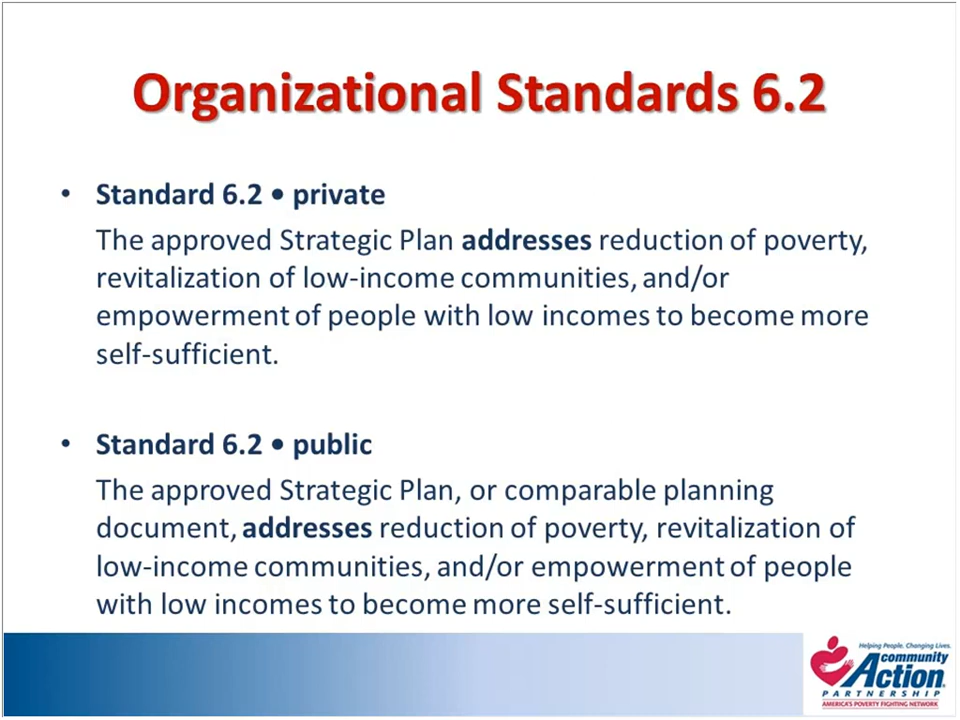 Organizational Standards 6.2
• Standard 6.2 • private
The approved Strategic Plan addresses reduction of poverty,
revitalization of low-income communities, and/or
empowerment of people with low incomes to become more
self-sufficient.
• Standard 6.2 • public
The approved Strategic Plan, or comparable planning
document, addresses reduction of poverty, revitalization of
low-income communities, and/or empowerment of people
with low incomes to become more self-sufficient.
Helping People. Changing Lives.
community
Action®
PARTNERSHIP
AMERICA'S POVERTY FIGHTING NETWORK